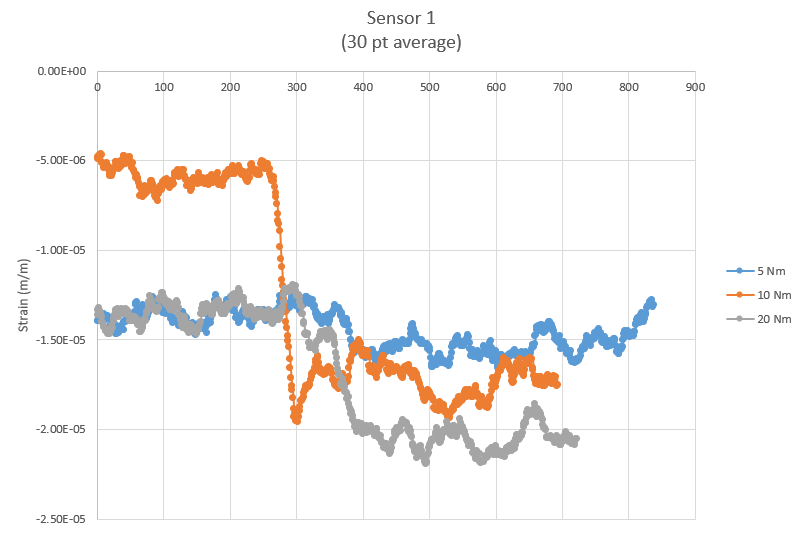 Sensor 1
(30 pt average)
0.00E+00
0 100 200 300 400 500 600 700 800 900
-5.00E-06
-1.00E-05
-1.50E-05
-2.00E-05
-2.50E-05
Strain (m/m)
5 Nm
10 Nm
20 Nm